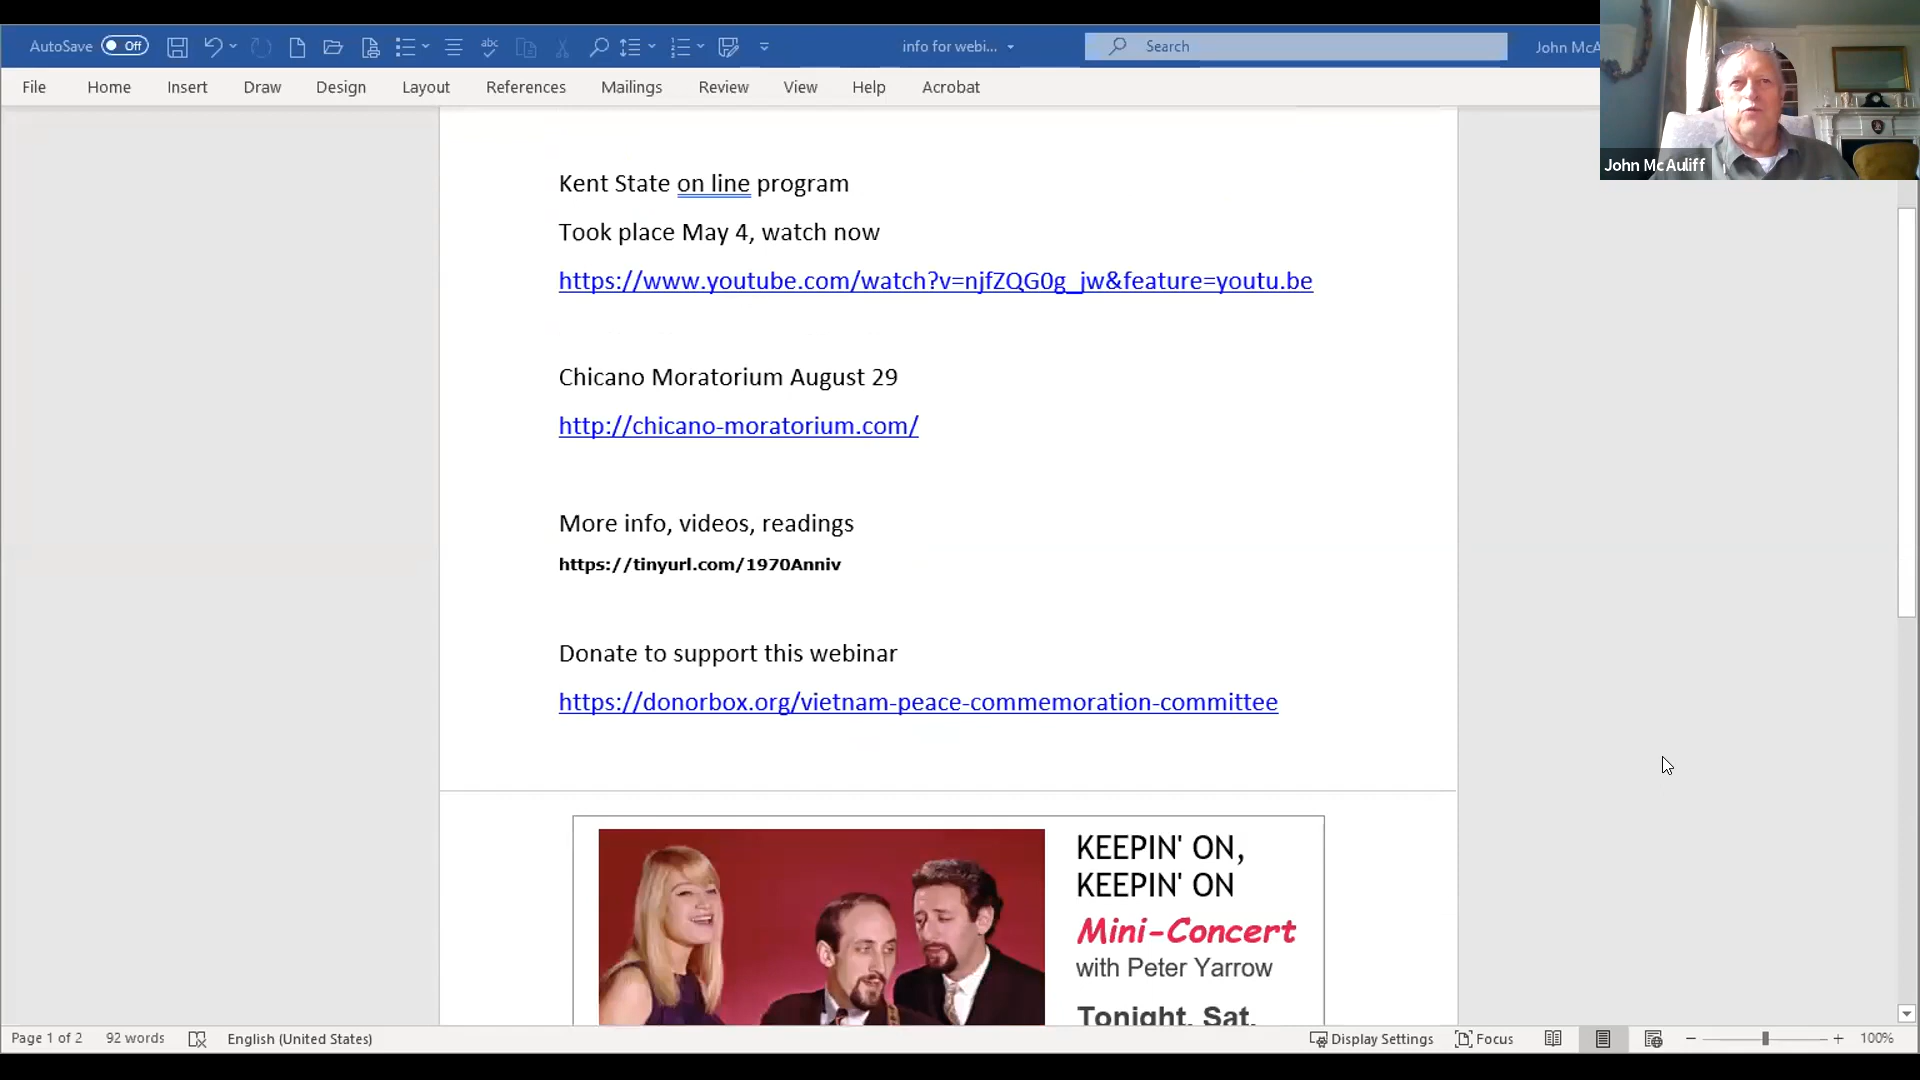 AutoSave Off
info for webi...
Search
John McA
File Home Insert Draw Design Layout References Mailings Review View Help Acrobat
John McAuliff
Kent State on line program
Took place May 4, watch now
https://www.youtube.com/watch?v=njfZQG0g_jw&feature=youtu.be
Chicano Moratorium August 29
http://chicano-moratorium.com/
More info, videos, readings
https://tinyurl.com/1970Anniv
Donate to support this webinar
https://donorbox.org/vietnam-peace-commemoration-committee
KEEPIN' ON,
KEEPIN' ON
Mini-Concert
with Peter Yarrow
Tonight, Sat.
Page 1 of 2 92 words English (United States) Display Settings Focus 100%